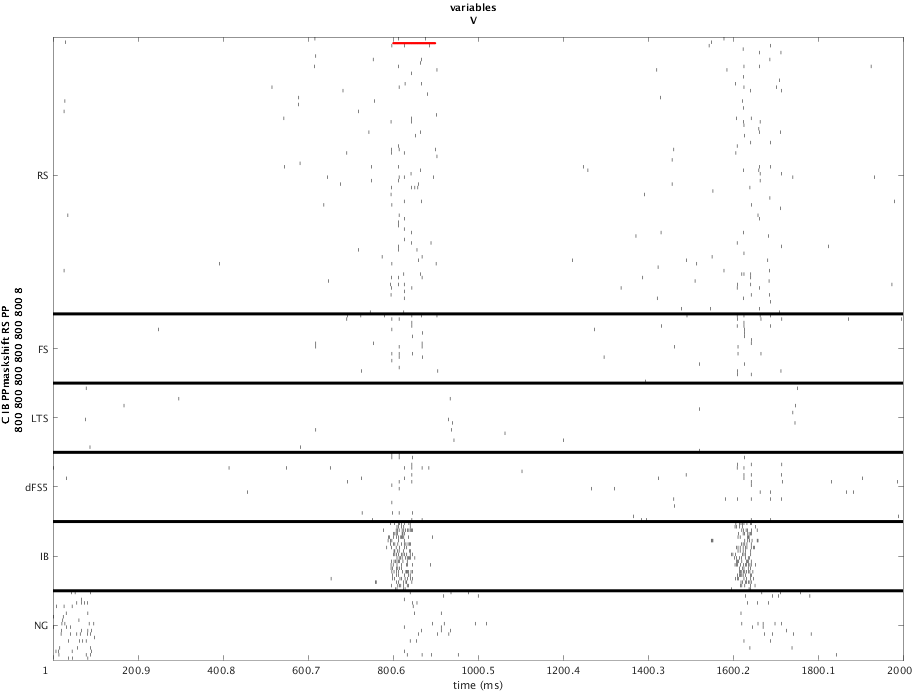 variables
V
C IB PPmaskshift RS PP
800 800 800 800 800 800 8
RS
FS
LTS
dFS5
IB
NG
1 200.9 400.8 600.7 800.6 1000.5 1200.4 1400.3 1600.2 1800.1 2000
time (ms)